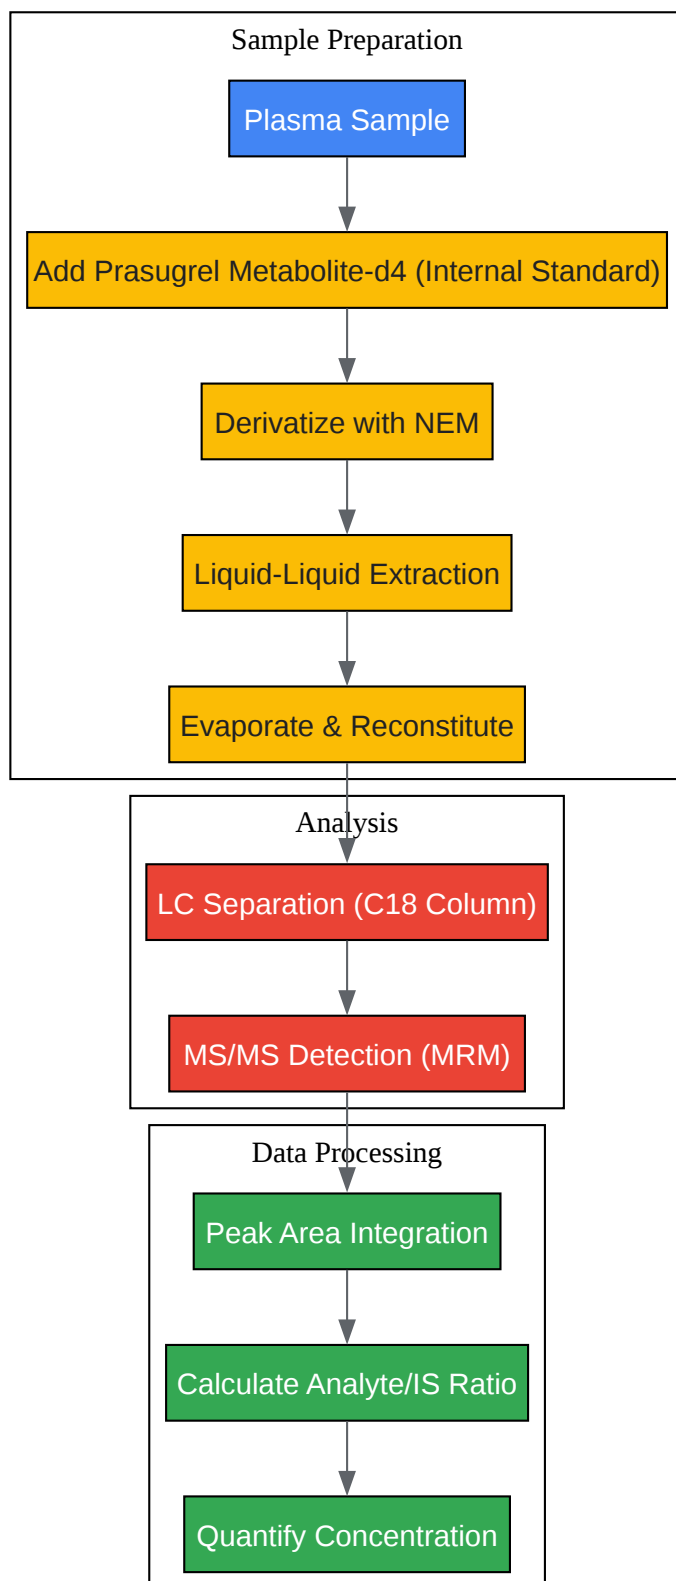 Sample Preparation
Plasma Sample
Add Prasugrel Metabolite-d4 (Internal Standard)
Derivatize with NEM
Liquid-Liquid Extraction
Evaporate & Reconstitute
Analysis
LC Separation (C18 Column)
MS/MS Detection (MRM)
Data Processing
Peak Area Integration
Calculate Analyte/IS Ratio
Quantify Concentration